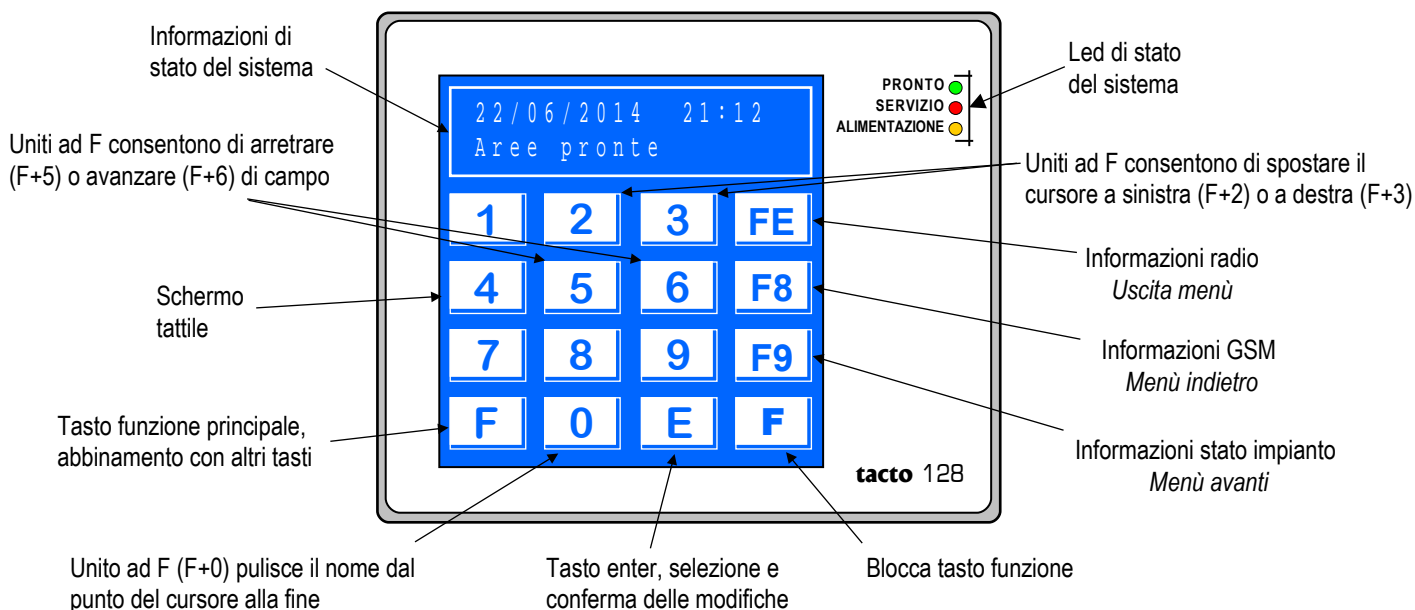 Informazioni di
stato del sistema
Led di stato
del sistema
PRONTO
SERVIZIO
ALIMENTAZIONE
22/06/2014 21:12
Aree pronte
Uniti ad F consentono di arretrare
(F+5) o avanzare (F+6) di campo
Uniti ad F consentono di spostare il
cursore a sinistra (F+2) o a destra (F+3)
1 2 3 FE
Informazioni radio
Uscita menù
4 5 6 F8
Schermo
tattile
Informazioni GSM
Menù indietro
7 8 9 F9
F 0 E F
Tasto funzione principale,
abbinamento con altri tasti
Informazioni stato impianto
Menù avanti
tacto 128
Unito ad F (F+0) pulisce il nome dal
punto del cursore alla fine
Tasto enter, selezione e
conferma delle modifiche
Blocca tasto funzione